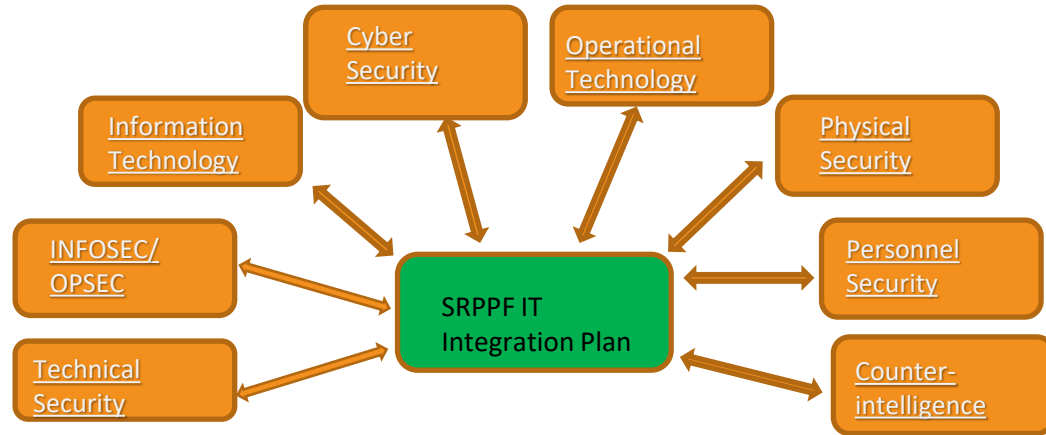 Cyber
Security
Operational
Technology
Information
Technology
Physical
Security
INFOSEC/
OPSEC
Personnel
Security
SRPPF IT
Integration Plan
Technical
Security
Counter-
intelligence